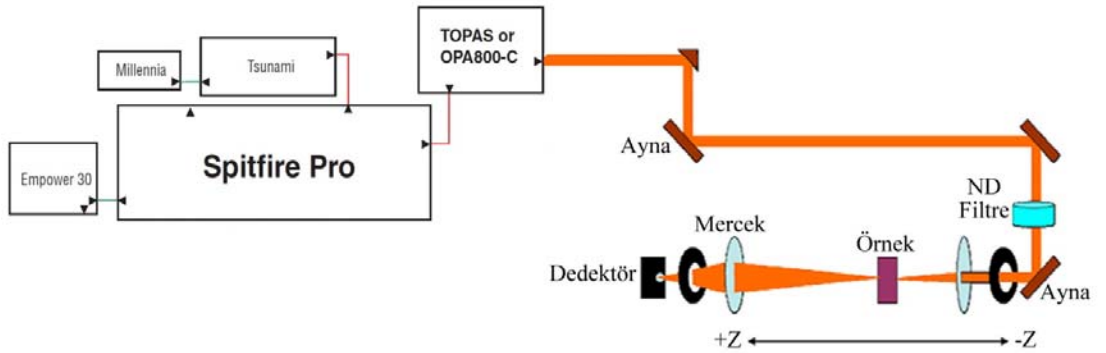 TOPAS or
OPA800-C
Millennia
Tsunami
Spitfire Pro
Empower 30
Ayna
ND
Filtre
Mercek
Örnek
Dedektör
Ayna
+Z
-Z